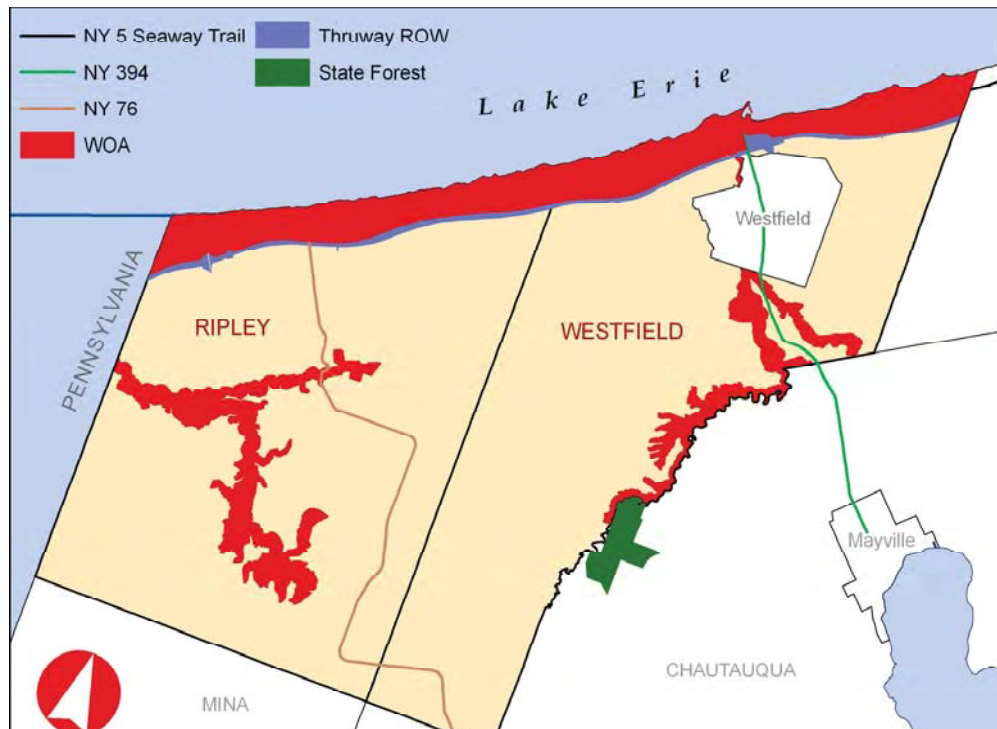 NY 5 Seaway Trail
NY 394
NY 76
WOA
Thruway ROW
State Forest
Lake Erie
Westfield
PENNSYLVANIA
RIPLEY
WESTFIELD
Mayville
CHAUTAUQUA
MINA